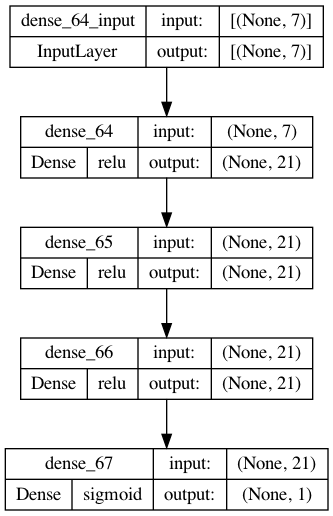 dense_64_input input: [(None, 7)]
InputLayer output: [(None, 7)]
dense_64 input: (None, 7)
Dense relu output: (None, 21)
dense_65 input: (None, 21)
Dense relu output: (None, 21)
dense_66 input: (None, 21)
Dense relu output: (None, 21)
dense_67 input: (None, 21)
Dense sigmoid output: (None, 1)